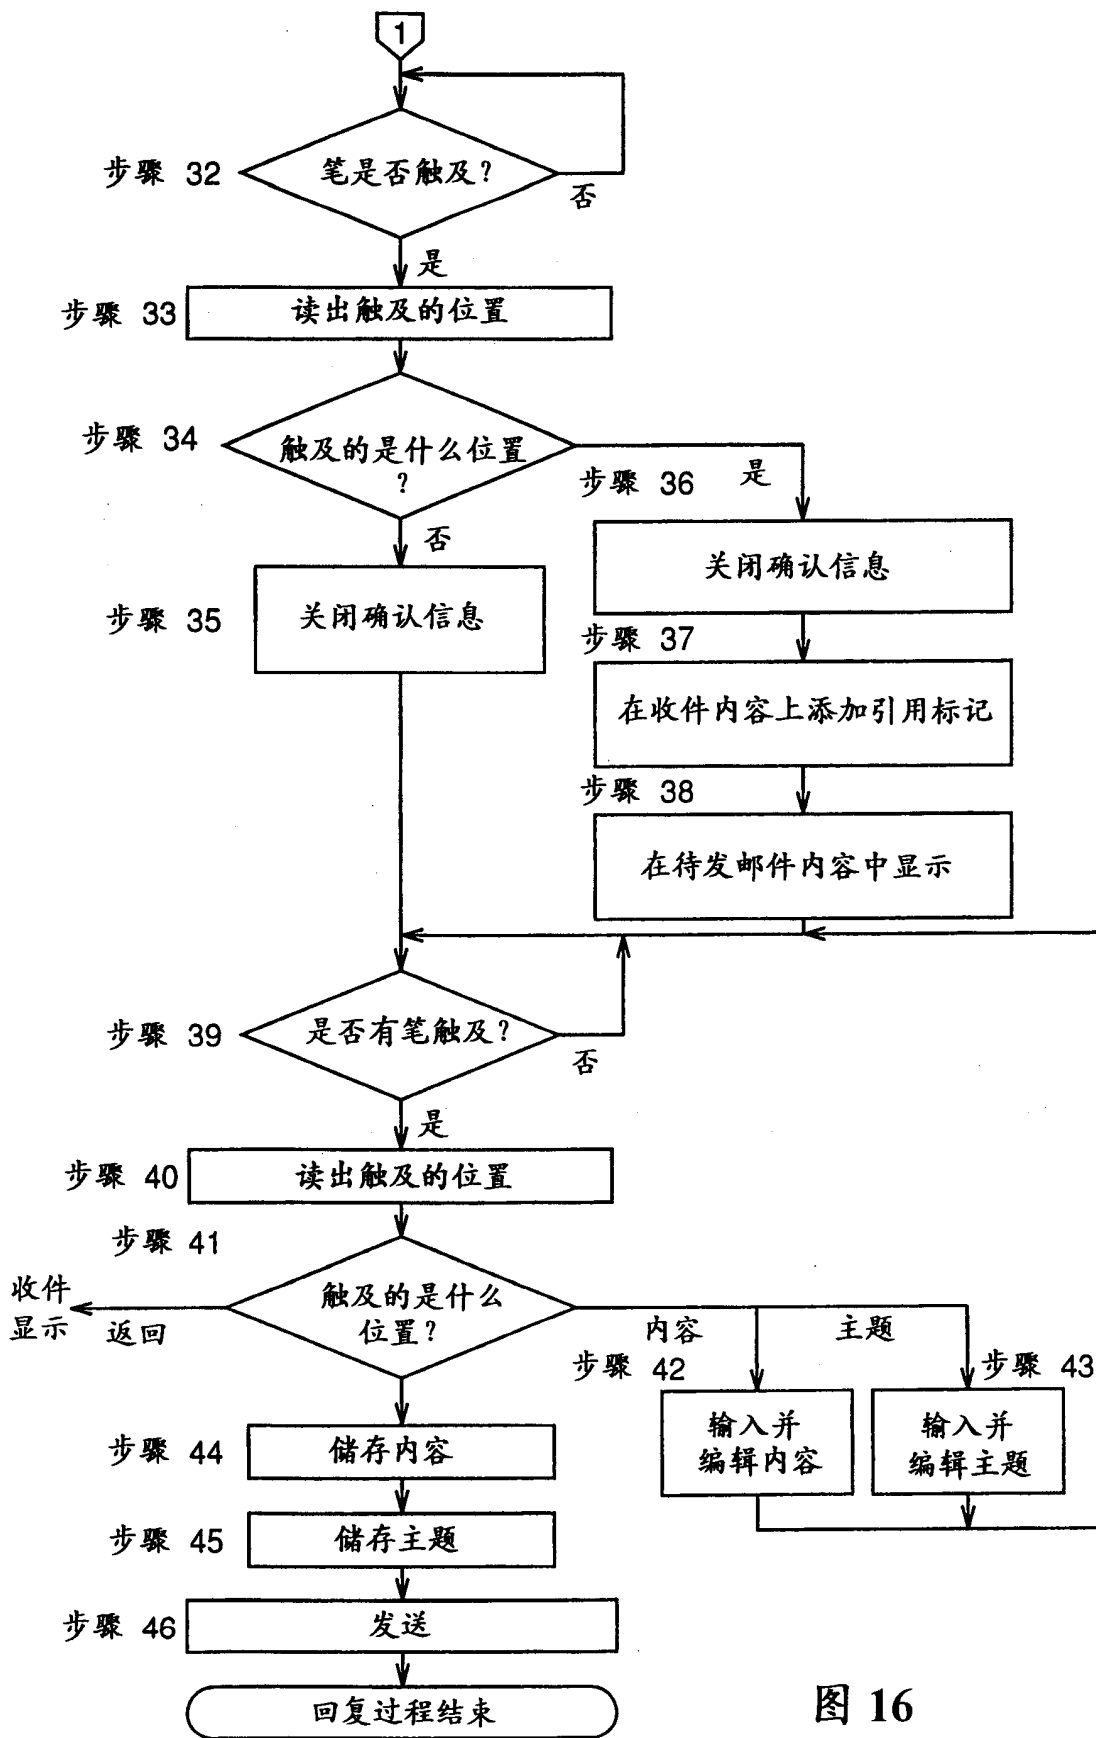 1
步骤 32
笔是否触及？
否
是
步骤 33
读出触及的位置
步骤 34
触及的是什么位置
？
步骤 36
是
否
关闭确认信息
步骤 35
关闭确认信息
步骤 37
在收件内容上添加引用标记
步骤 38
在待发邮件内容中显示
步骤 39
是否有笔触及？
否
是
步骤 40
读出触及的位置
步骤 41
收件
显示
返回
触及的是什么
位置？
内容
主题
步骤 42
步骤 43
输入并
编辑内容
输入并
编辑主题
步骤 44
储存内容
步骤 45
储存主题
步骤 46
发送
回复过程结束
图 16